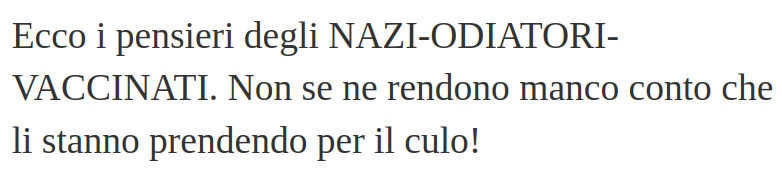 Ecco i pensieri degli NAZI-ODIATORI-
VACCINATI. Non se ne rendono manco conto che
li stanno prendendo per il culo!